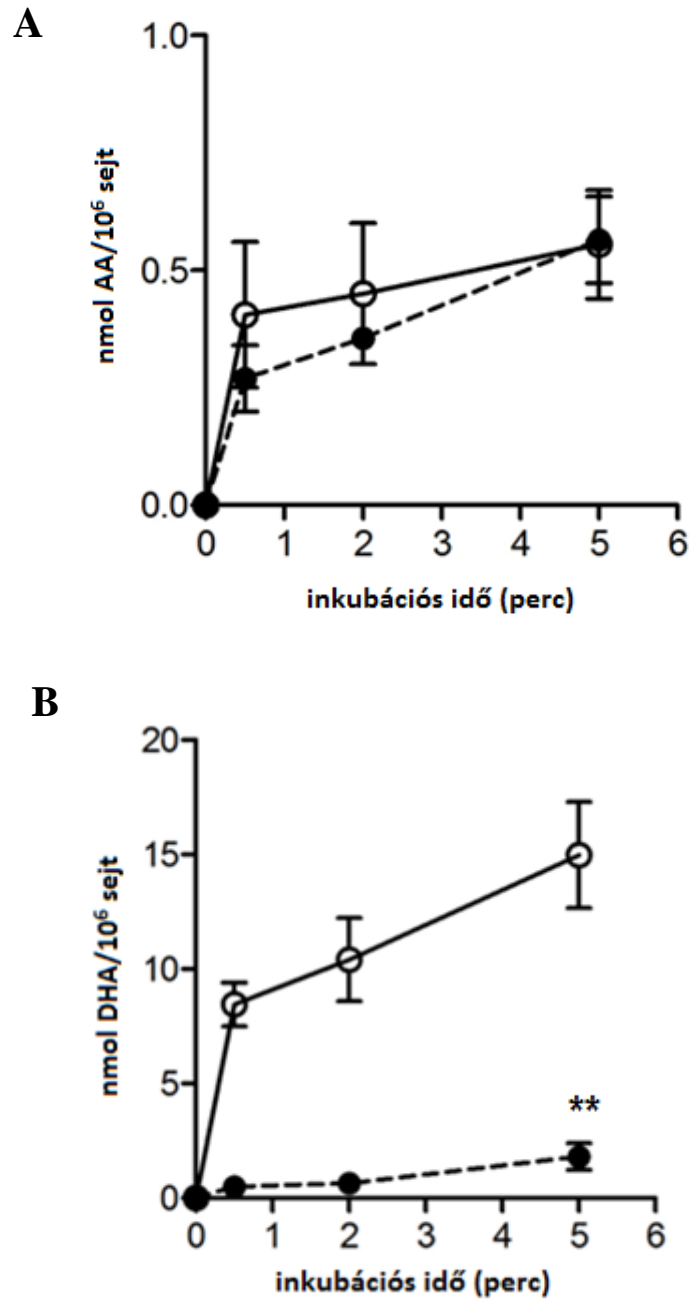 A
1.0
0.5
0.0
nmol AA/10⁶ sejt
0 1 2 3 4 5 6
inkubációs idő (perc)
B
20
15
10
5
0
nmol DHA/10⁶ sejt
**
0 1 2 3 4 5 6
inkubációs idő (perc)